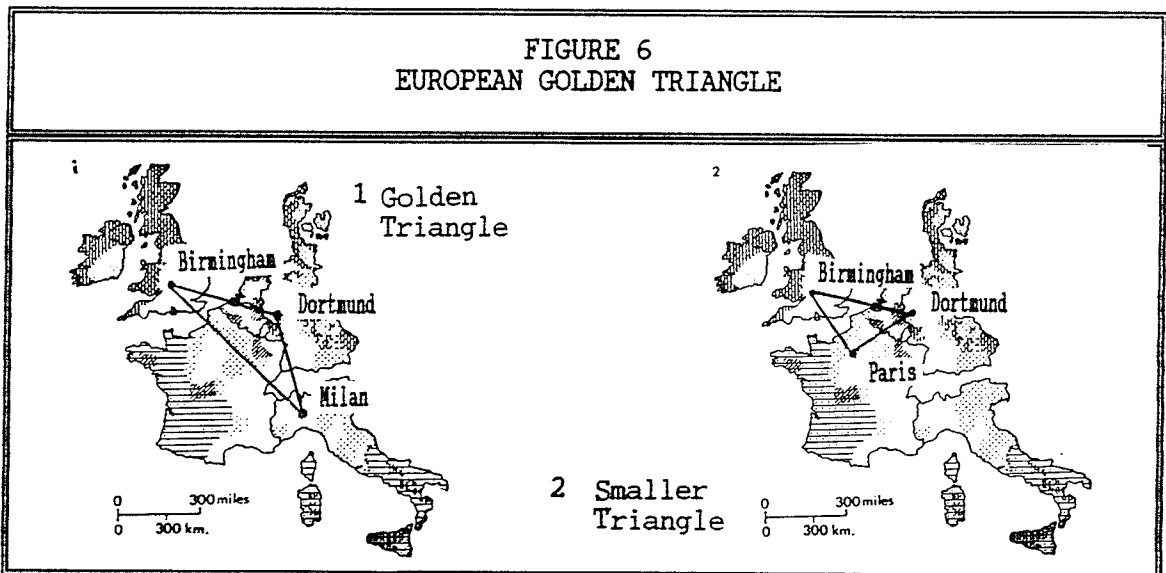 FIGURE 6
EUROPEAN GOLDEN TRIANGLE
1
1 Golden
Triangle
Birmingham
Dortmund
Milan
0 300 miles
0 300 km.
2
Birmingham
Dortmund
Paris
2 Smaller
Triangle
0 300 miles
0 300 km.